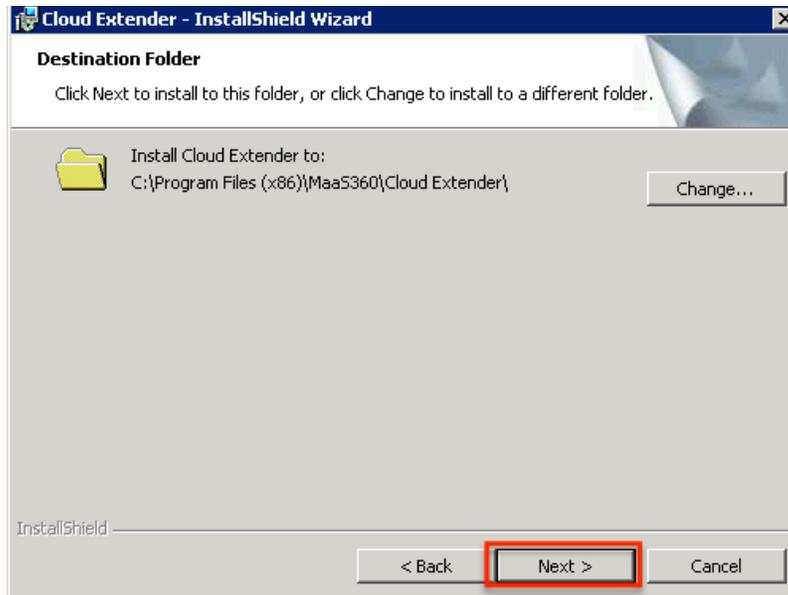 Cloud Extender - InstallShield Wizard
Destination Folder
Click Next to install to this folder, or click Change to install to a different folder.
Install Cloud Extender to:
C:\Program Files (x86)\MaaS360\Cloud Extender\
Change...
InstallShield
< Back
Next >
Cancel